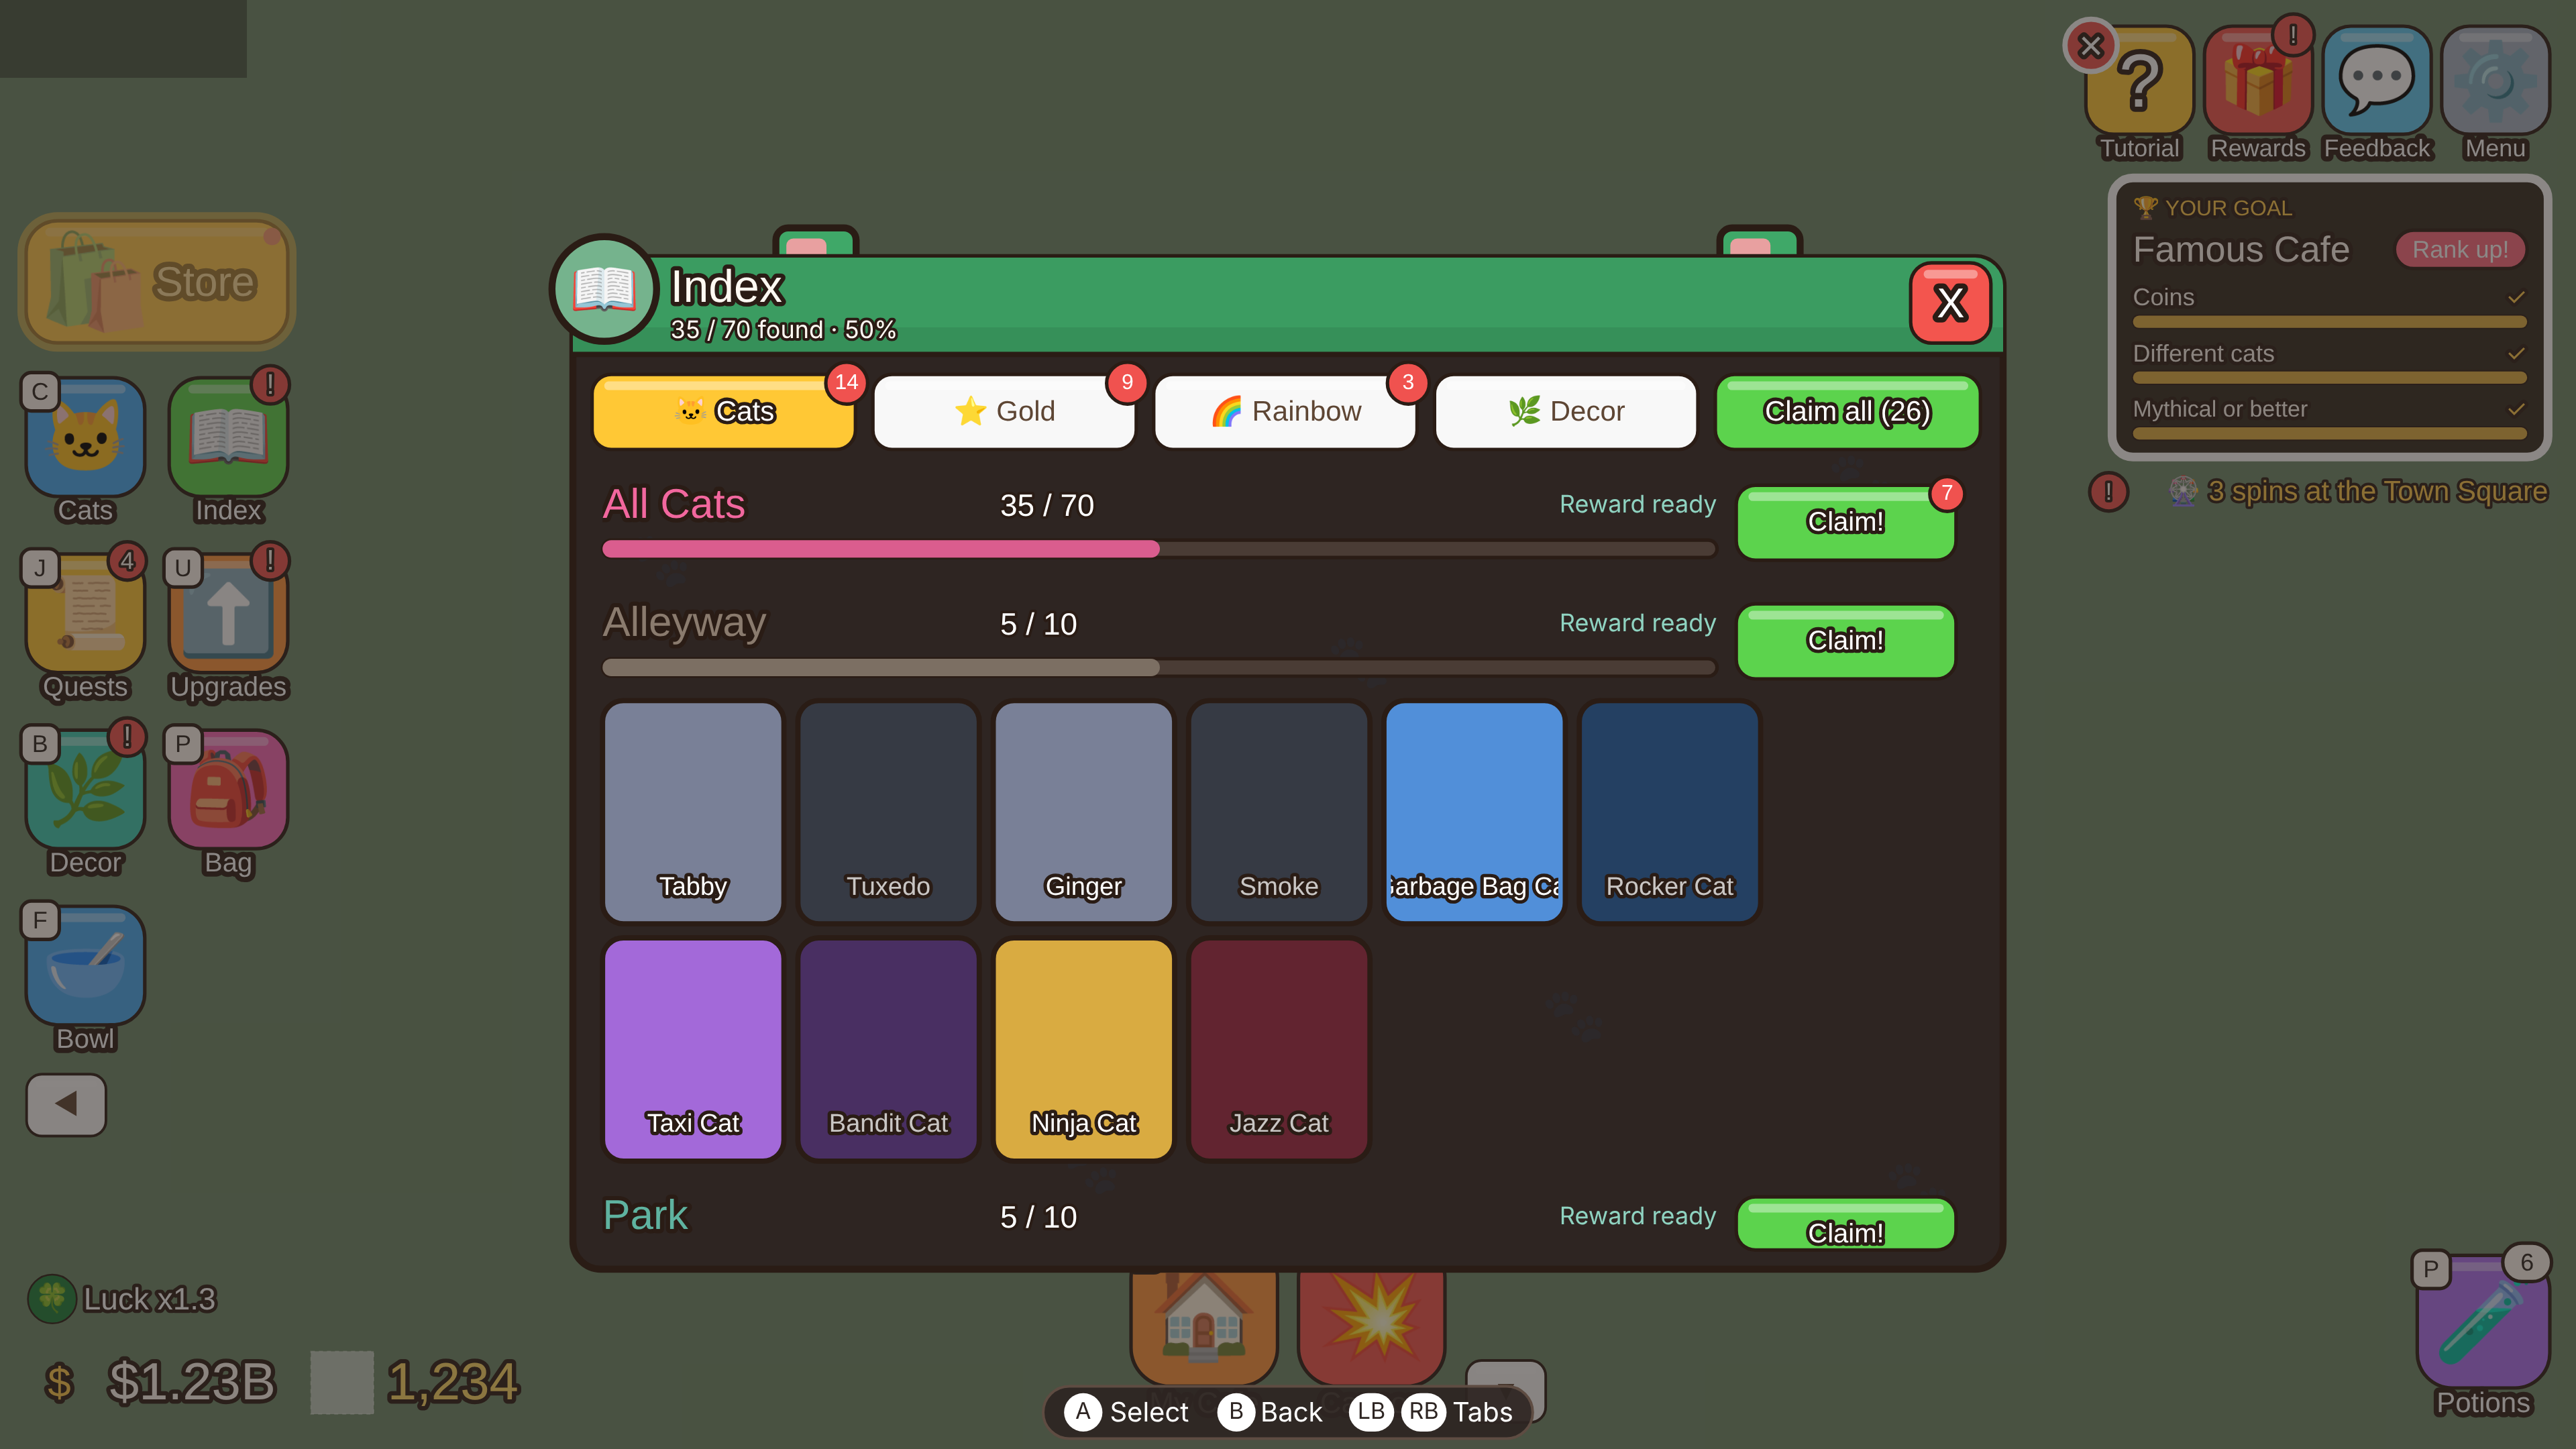 Tutorial
Rewards
Feedback
Menu
!
?
YOUR GOAL
Famous Cafe
Rank up!
Coins
Different cats
Mythical or better
!
3 spins at the Town Square
Store
C
Cats
!
Index
J
4
Quests
U
!
Upgrades
B
!
Decor
P
Bag
F
Bowl
Index
35 / 70 found · 50%
X
Cats
14
Gold
9
Rainbow
3
Decor
Claim all (26)
All Cats
35 / 70
Reward ready
Claim!
7
Alleyway
5 / 10
Reward ready
Claim!
Tabby
Tuxedo
Ginger
Smoke
Bag
Rocker Cat
Taxi Cat
Bandit Cat
Ninja Cat
Jazz Cat
Park
5 / 10
Reward ready
Claim!
Luck x1.3
$
$1.23B
1,234
A Select
B Back
LB RB Tabs
P
6
Potions